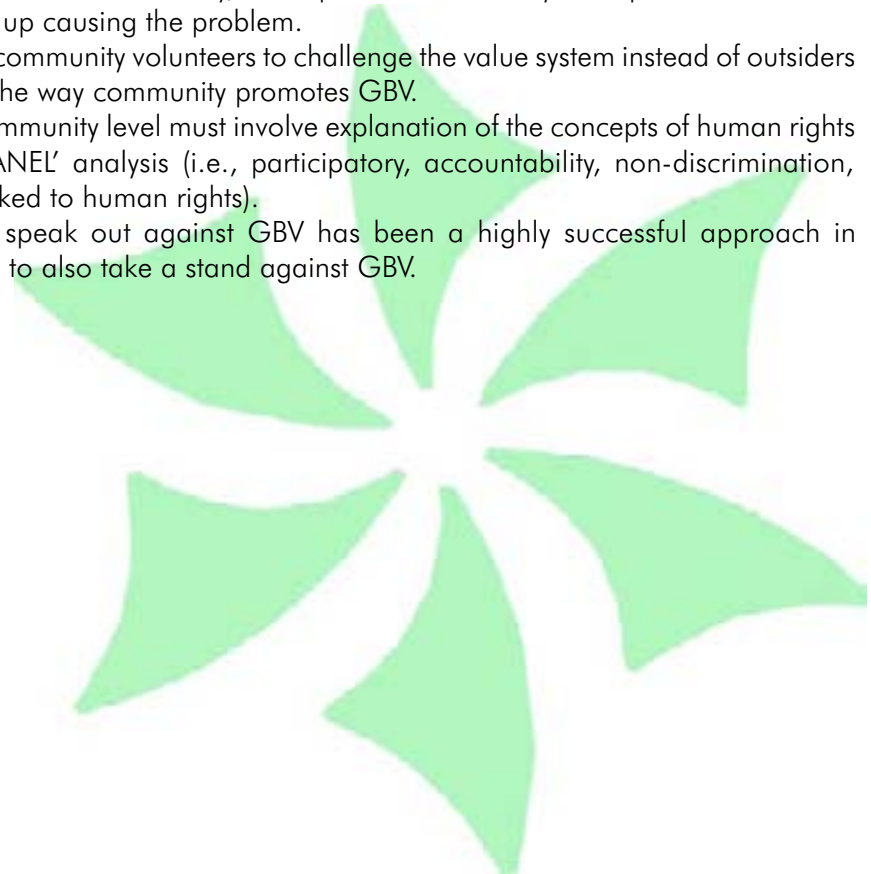 up causing the problem.
community volunteers to challenge the value system instead of outsiders
he way community promotes GBV.
mmunity level must involve explanation of the concepts of human rights
ANEL’ analysis (i.e., participatory, accountability, non-discrimination,
ked to human rights).
speak out against GBV has been a highly successful approach in
to also take a stand against GBV.